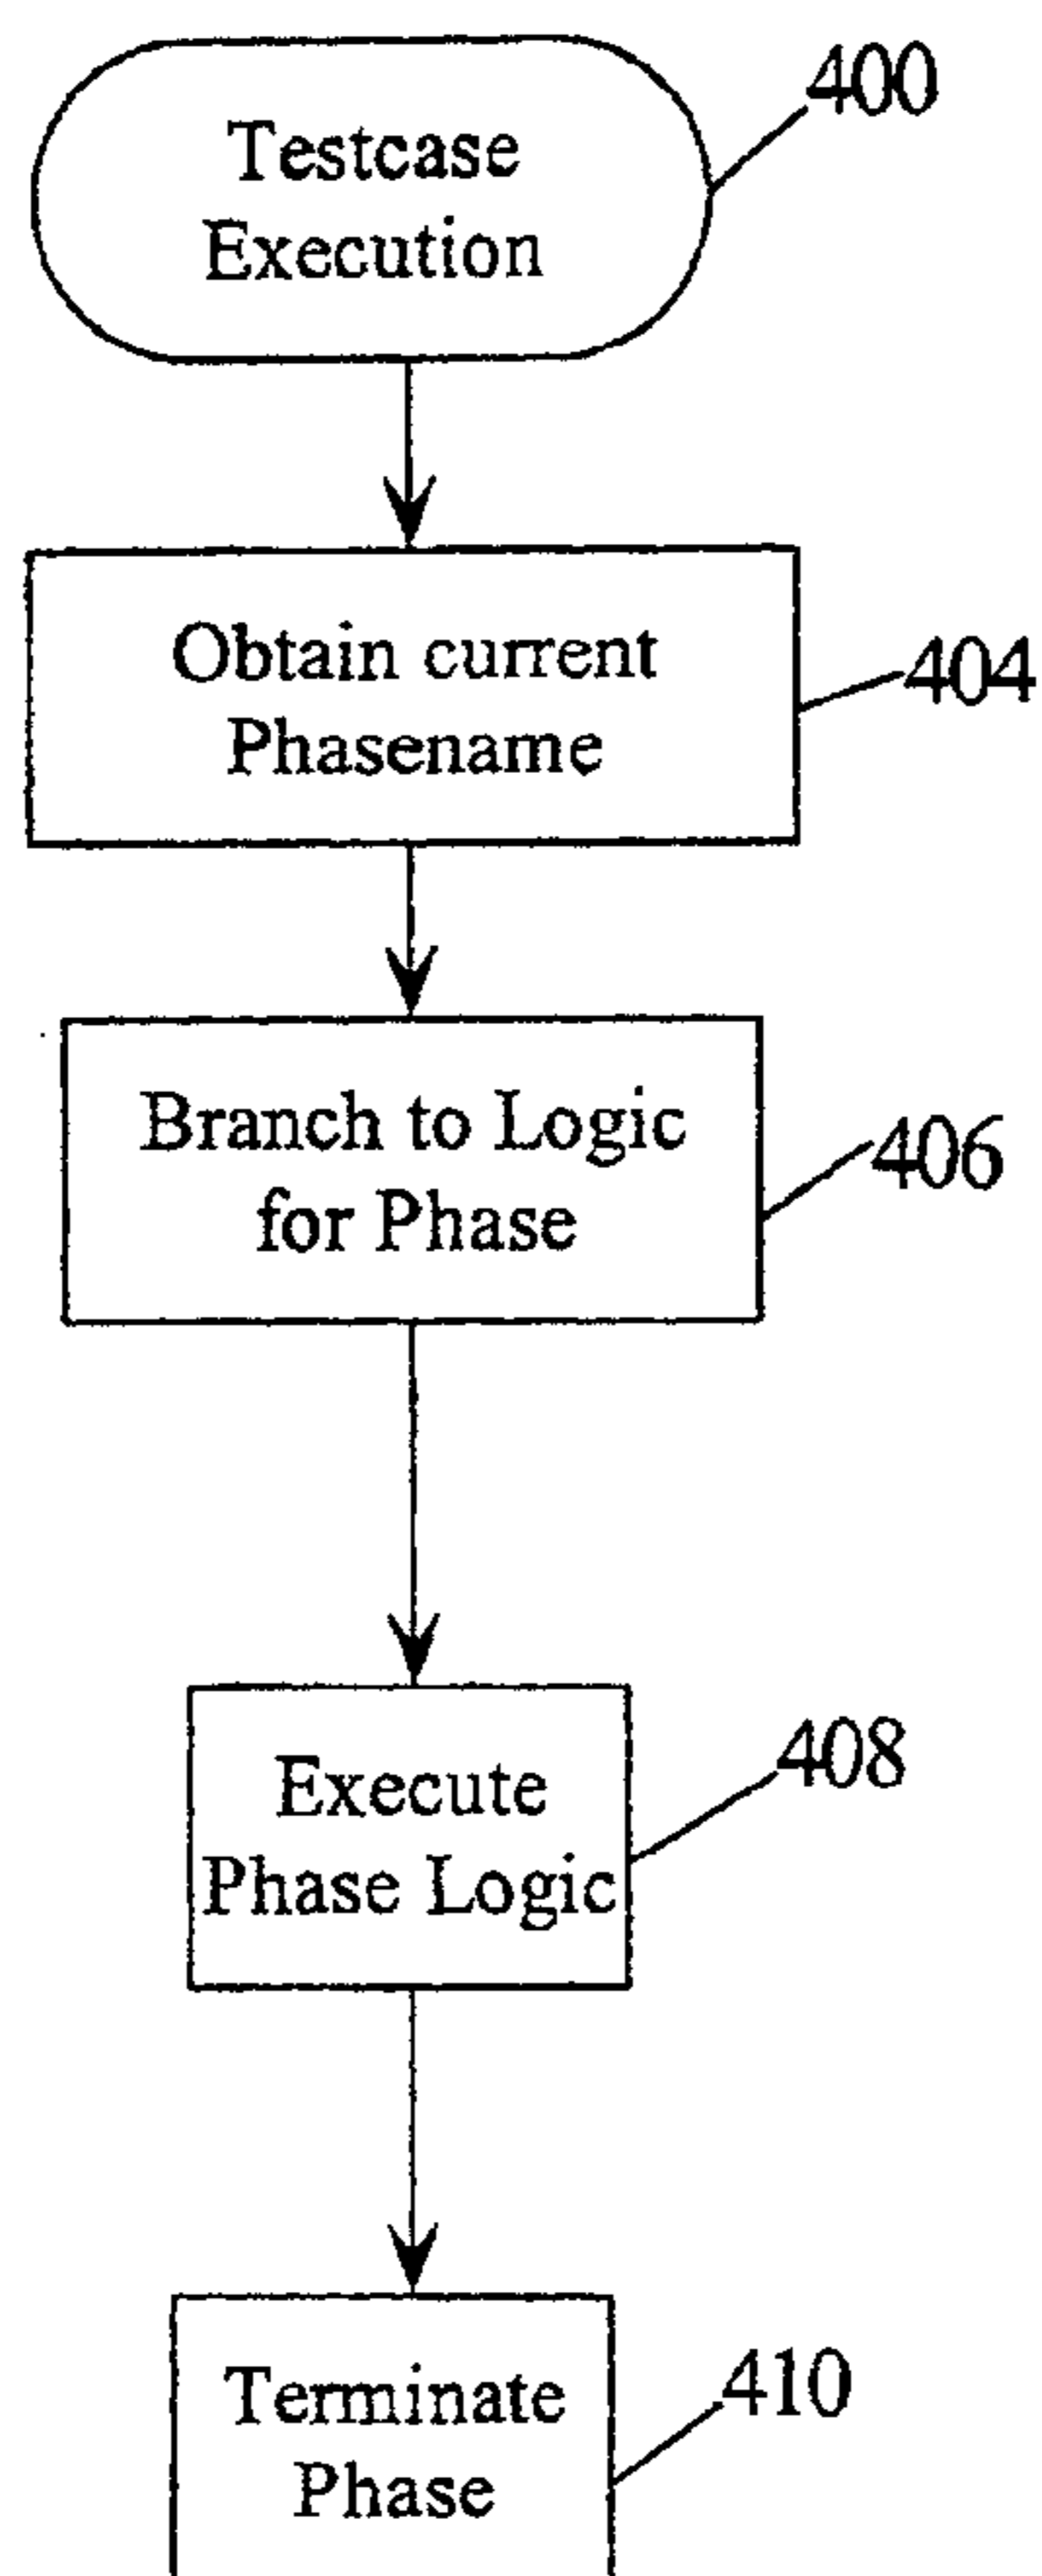 400
Testcase
Execution
Obtain current
Phasename
404
Branch to Logic
for Phase
406
Execute
Phase Logic
408
Terminate
Phase
410